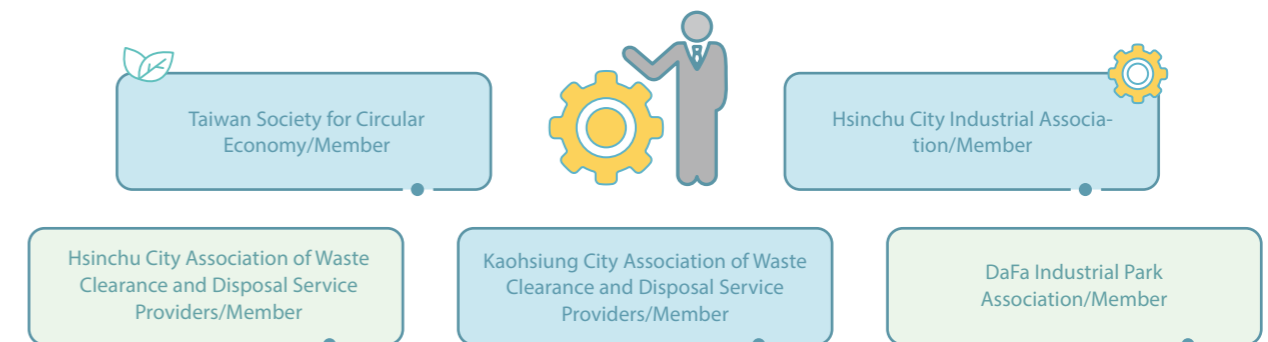 Taiwan Society for Circular
Economy/Member
Hsinchu City Industrial Associa-
tion/Member
Hsinchu City Association of Waste
Clearance and Disposal Service
Providers/Member
Kaohsiung City Association of Waste
Clearance and Disposal Service
Providers/Member
DaFa Industrial Park
Association/Member